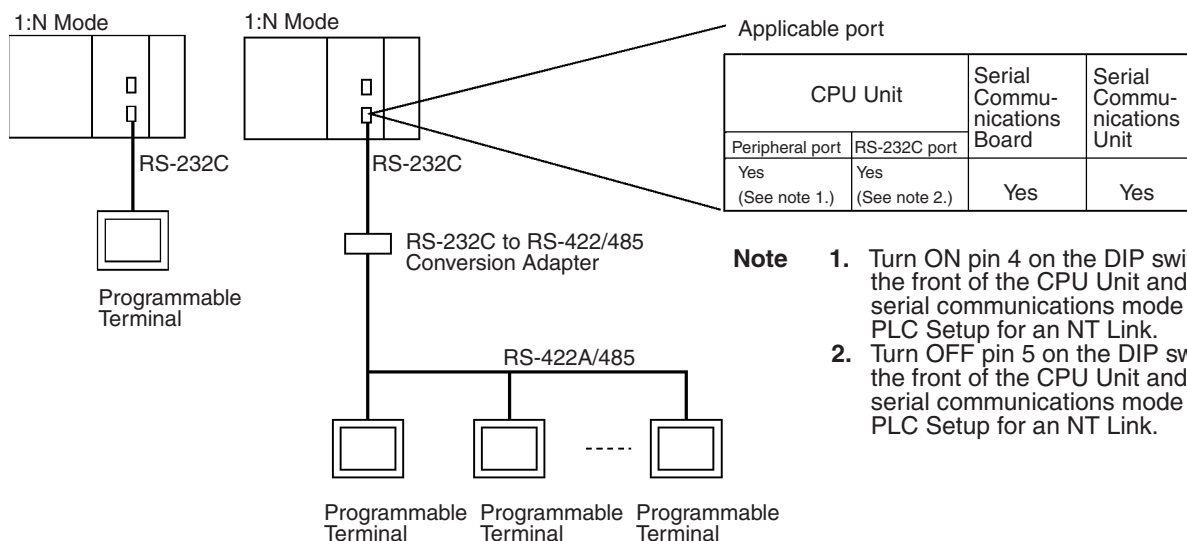 1:N Mode
1:N Mode
Applicable port
CPU Unit
Serial
Commu-
nications
Board
Serial
Commu-
nications
Unit
Peripheral port RS-232C port
Yes
(See note 1.)
Yes
(See note 2.)
Yes
Yes
RS-232C
RS-232C
RS-232C to RS-422/485
Conversion Adapter
Programmable
Terminal
Note 1. Turn ON pin 4 on the DIP swi
the front of the CPU Unit and
serial communications mode
PLC Setup for an NT Link.
2. Turn OFF pin 5 on the DIP sw
the front of the CPU Unit and
serial communications mode
PLC Setup for an NT Link.
RS-422A/485
Programmable
Terminal
Programmable
Terminal
Programmable
Terminal